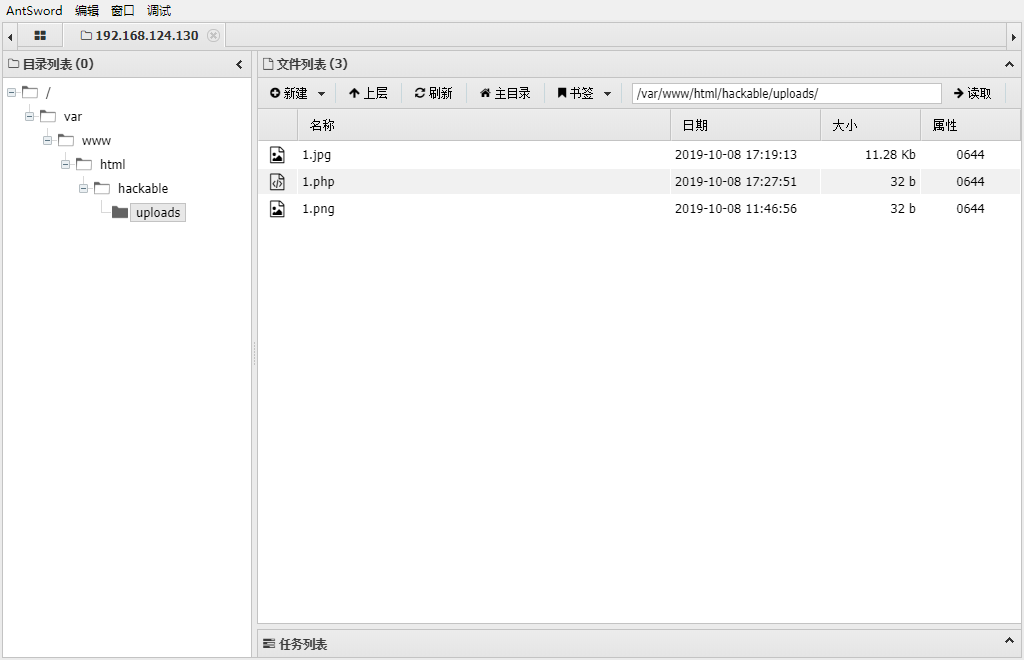 AntSword 编辑 窗口 调试
192.168.124.130
目录列表 (0)
/
var
www
html
hackable
uploads
文件列表 (3)
新建 上层 刷新 主目录 书签 /var/www/html/hackable/uploads/ 读取
名称 日期 大小 属性
1.jpg 2019-10-08 17:19:13 11.28 Kb 0644
1.php 2019-10-08 17:27:51 32 b 0644
1.png 2019-10-08 11:46:56 32 b 0644
任务列表